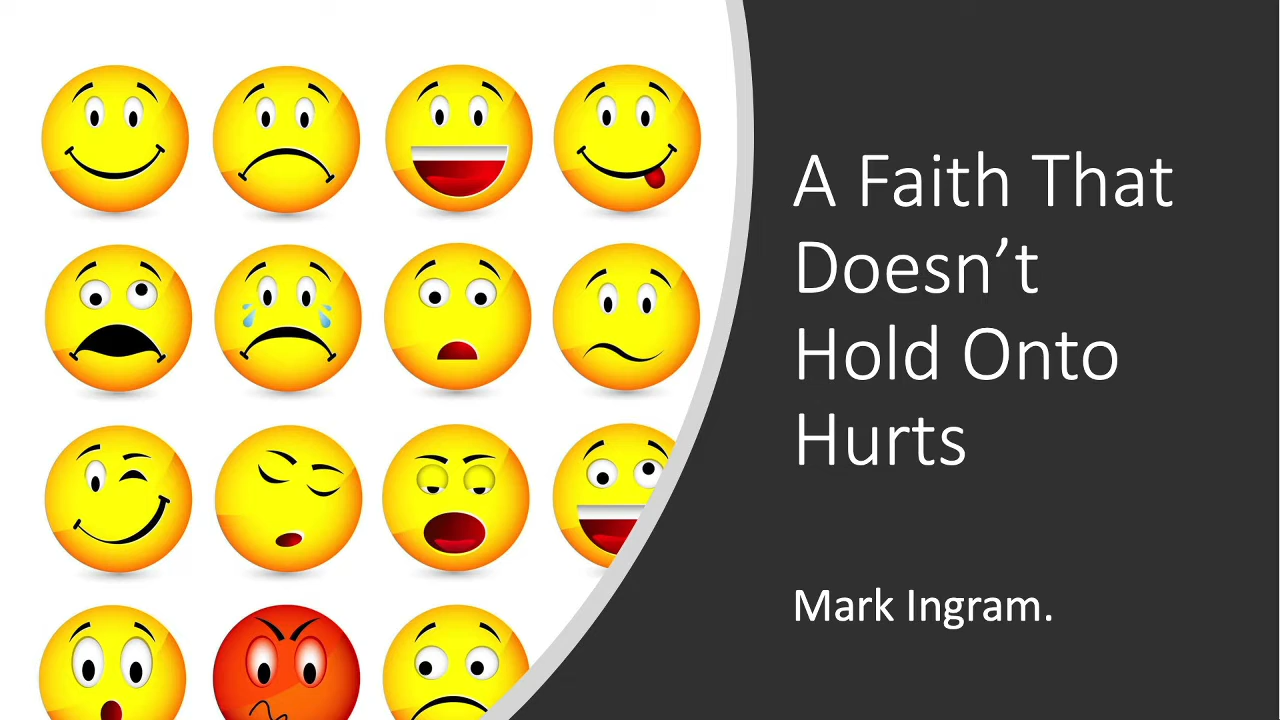 A Faith That
Doesn’t
Hold Onto
Hurts
Mark Ingram.